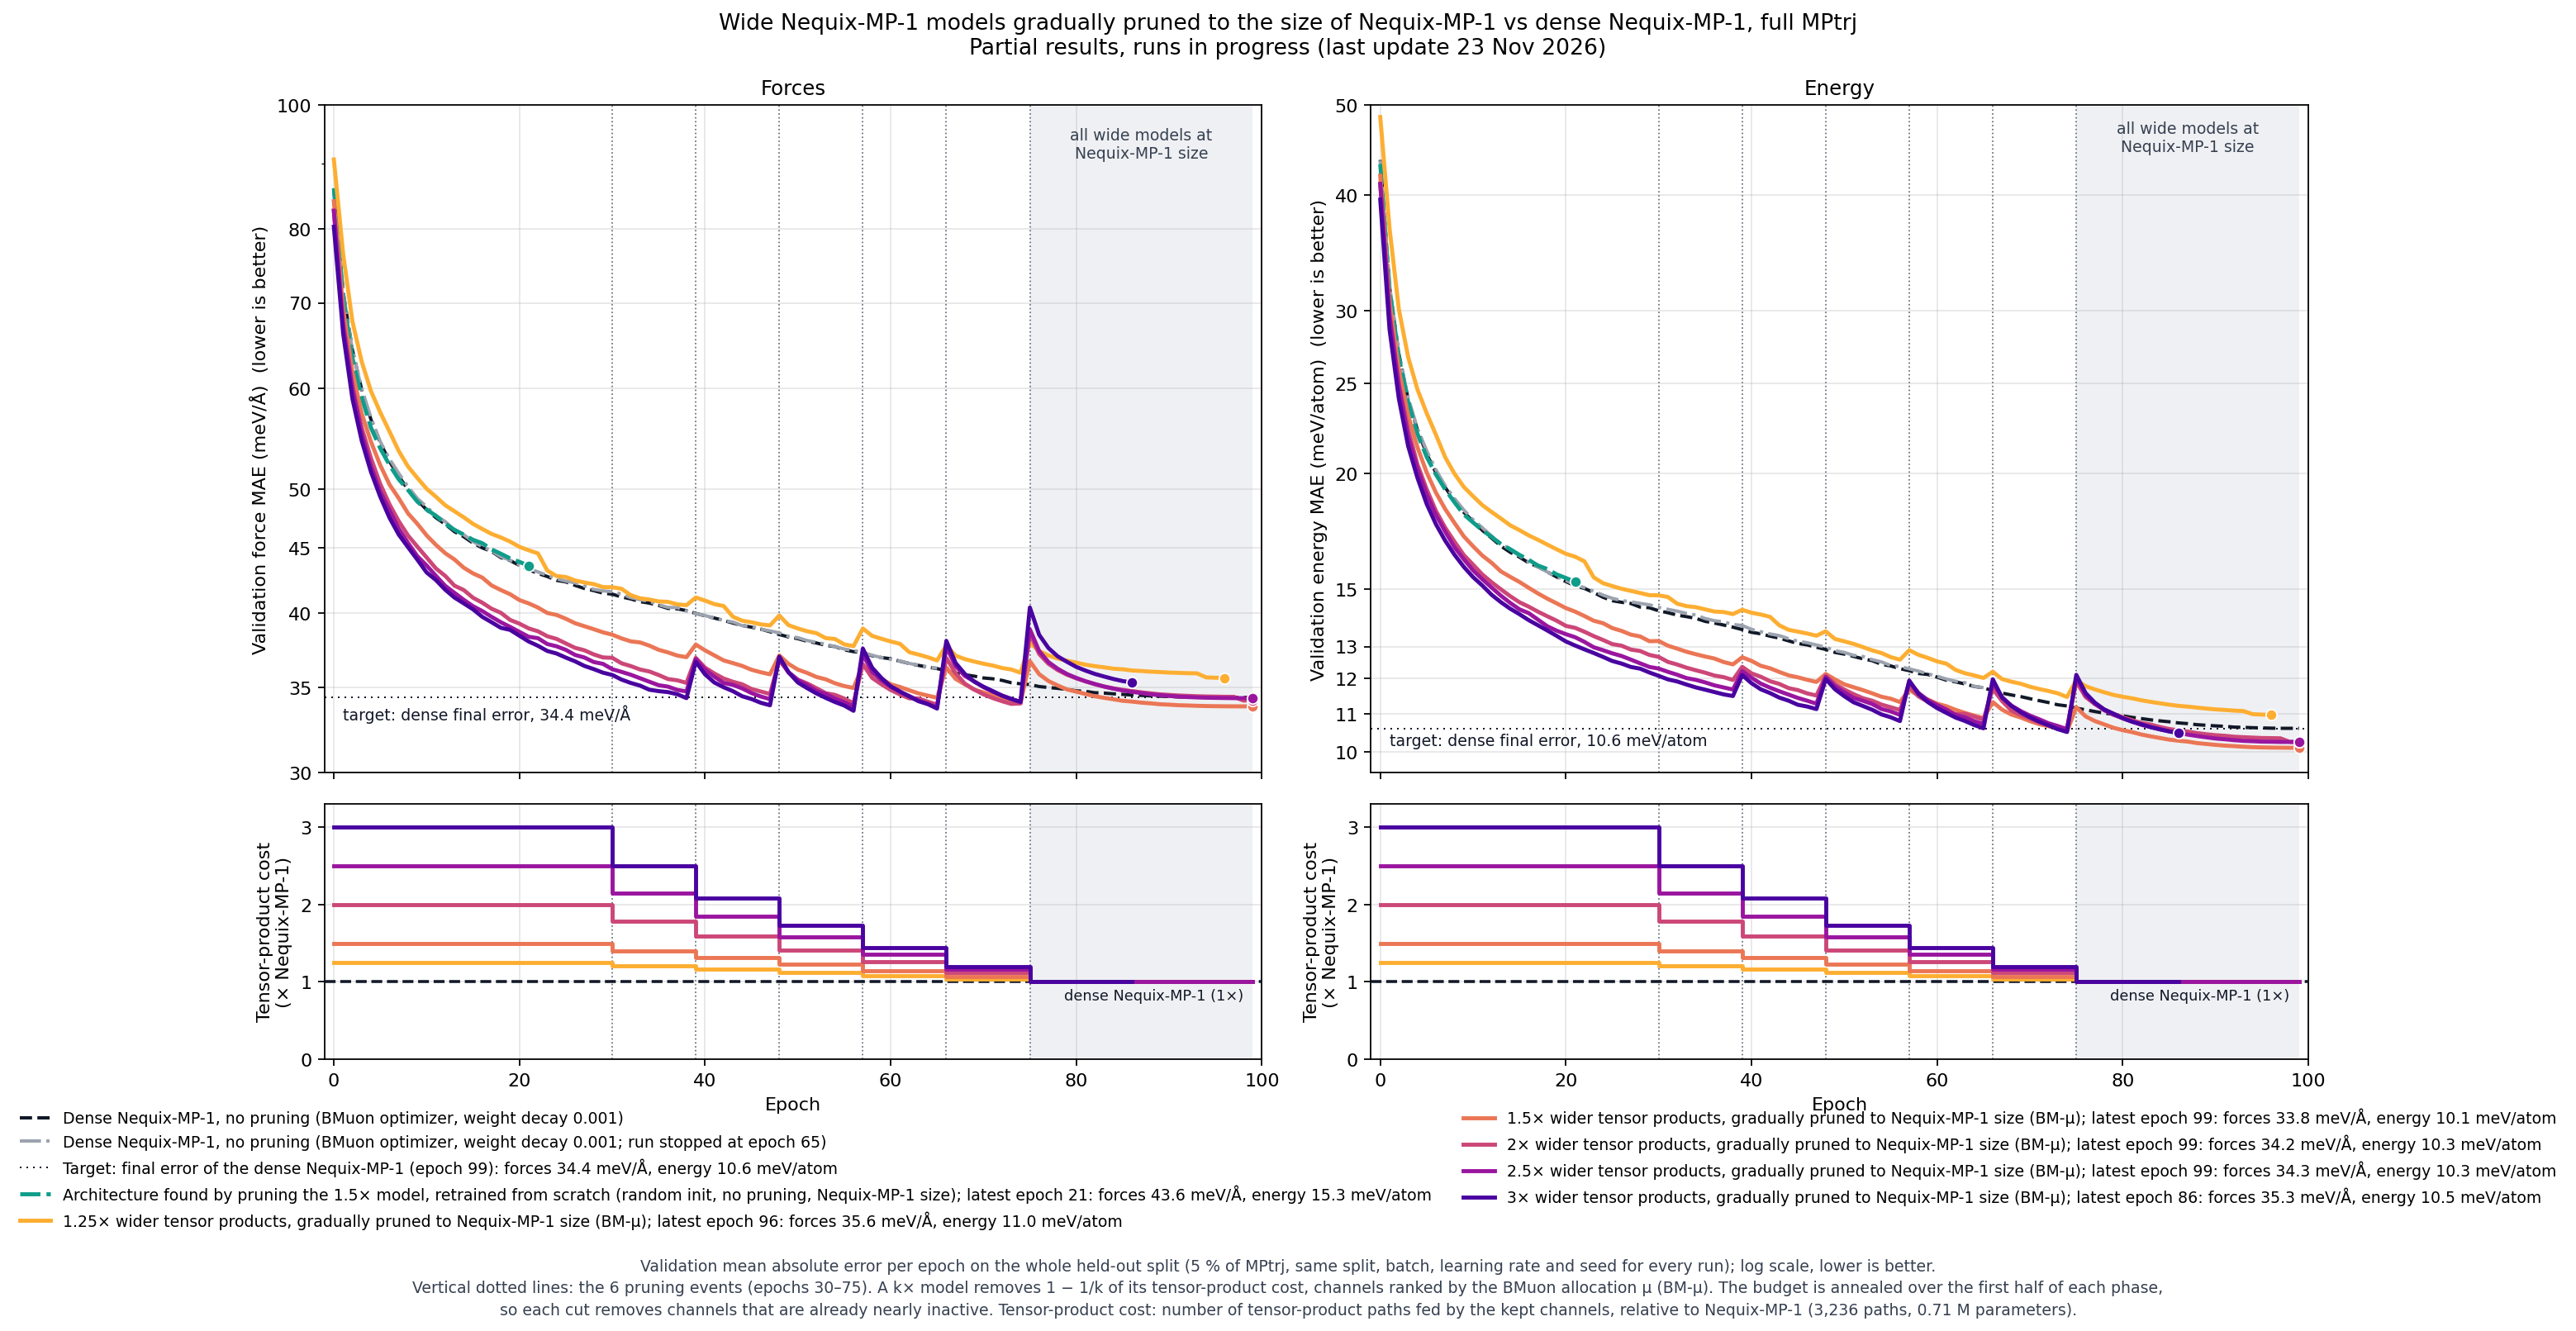 Wide Nequix-MP-1 models gradually pruned to the size of Nequix-MP-1 vs dense Nequix-MP-1, full MPtrj
Partial results, runs in progress (last update 23 Nov 2026)
Forces
100
80
70
60
50
45
40
35
30
Validation force MAE (meV/Å)  (lower is better)
all wide models at
Nequix-MP-1 size
target: dense final error, 34.4 meV/Å
Energy
50
40
30
25
20
15
13
12
11
10
Validation energy MAE (meV/atom)  (lower is better)
all wide models at
Nequix-MP-1 size
target: dense final error, 10.6 meV/atom
3
2
1
0
Tensor-product cost
(× Nequix-MP-1)
dense Nequix-MP-1 (1×)
0 20 40 60 80 100
Epoch
3
2
1
0
Tensor-product cost
(× Nequix-MP-1)
dense Nequix-MP-1 (1×)
0 20 40 60 80 100
Epoch
Dense Nequix-MP-1, no pruning (BMuon optimizer, weight decay 0.001)
Dense Nequix-MP-1, no pruning (BMuon optimizer, weight decay 0.001; run stopped at epoch 65)
Target: final error of the dense Nequix-MP-1 (epoch 99): forces 34.4 meV/Å, energy 10.6 meV/atom
Architecture found by pruning the 1.5× model, retrained from scratch (random init, no pruning, Nequix-MP-1 size); latest epoch 21: forces 43.6 meV/Å, energy 15.3 meV/atom
1.25× wider tensor products, gradually pruned to Nequix-MP-1 size (BM-μ); latest epoch 96: forces 35.6 meV/Å, energy 11.0 meV/atom
1.5× wider tensor products, gradually pruned to Nequix-MP-1 size (BM-μ); latest epoch 99: forces 33.8 meV/Å, energy 10.1 meV/atom
2× wider tensor products, gradually pruned to Nequix-MP-1 size (BM-μ); latest epoch 99: forces 34.2 meV/Å, energy 10.3 meV/atom
2.5× wider tensor products, gradually pruned to Nequix-MP-1 size (BM-μ); latest epoch 99: forces 34.3 meV/Å, energy 10.3 meV/atom
3× wider tensor products, gradually pruned to Nequix-MP-1 size (BM-μ); latest epoch 86: forces 35.3 meV/Å, energy 10.5 meV/atom
Validation mean absolute error per epoch on the whole held-out split (5 % of MPtrj, same split, batch, learning rate and seed for every run); log scale, lower is better.
Vertical dotted lines: the 6 pruning events (epochs 30–75). A k× model removes 1 − 1/k of its tensor-product cost, channels ranked by the BMuon allocation μ (BM-μ). The budget is annealed over the first half of each phase,
so each cut removes channels that are already nearly inactive. Tensor-product cost: number of tensor-product paths fed by the kept channels, relative to Nequix-MP-1 (3,236 paths, 0.71 M parameters).